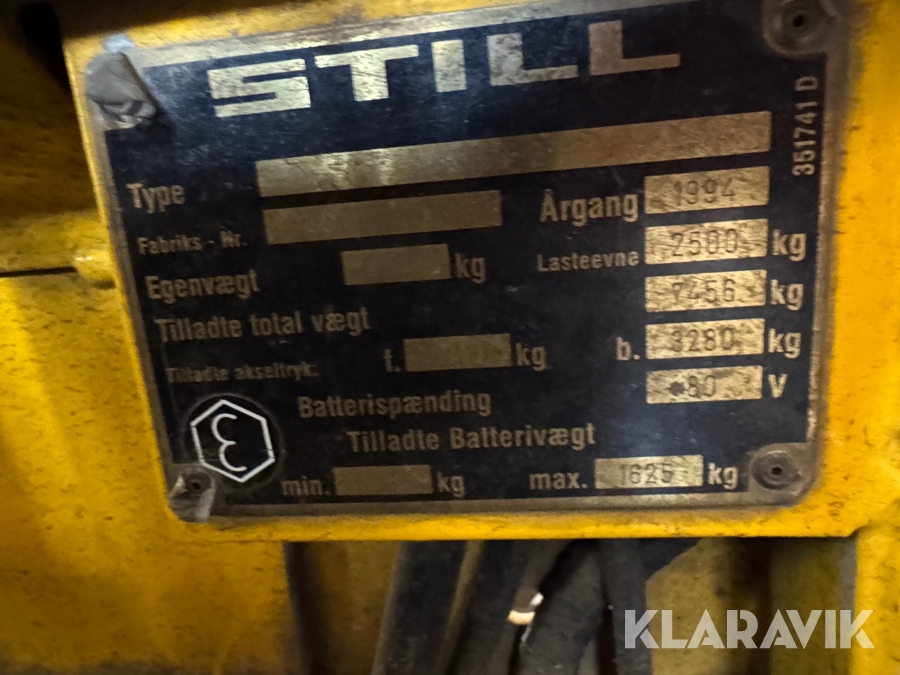 STILL
351741 D
Type
Fabriks - Nr. Årgang 1994
Egenvægt kg Lasteevne 2500 kg
Tilladte total vægt 7456 kg
Tilladte akseltryk: f. kg b. 3280 kg
Batterispænding 80 V
Tilladte Batterivægt
min. kg max. 1625 kg
KLARAVIK